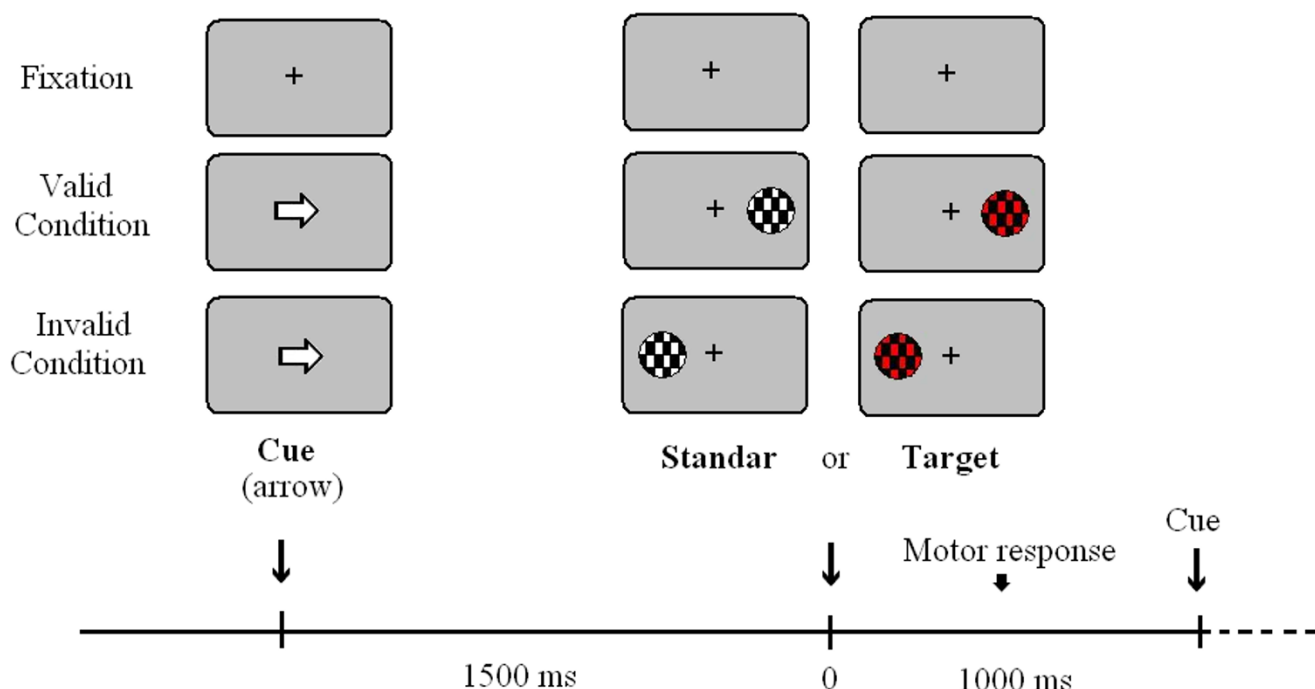 Fixation
Valid
Condition
Invalid
Condition
Cue
(arrow)
Standar or Target
Cue
Motor response
1500 ms 0 1000 ms